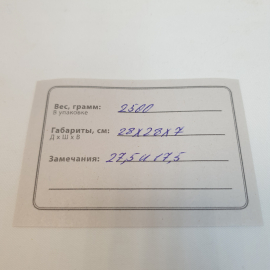 Вес, грамм: 2500
В упаковке
Габариты, см: 28х28х7
Д х Ш х В
Замечания: 27,5 и 17,5